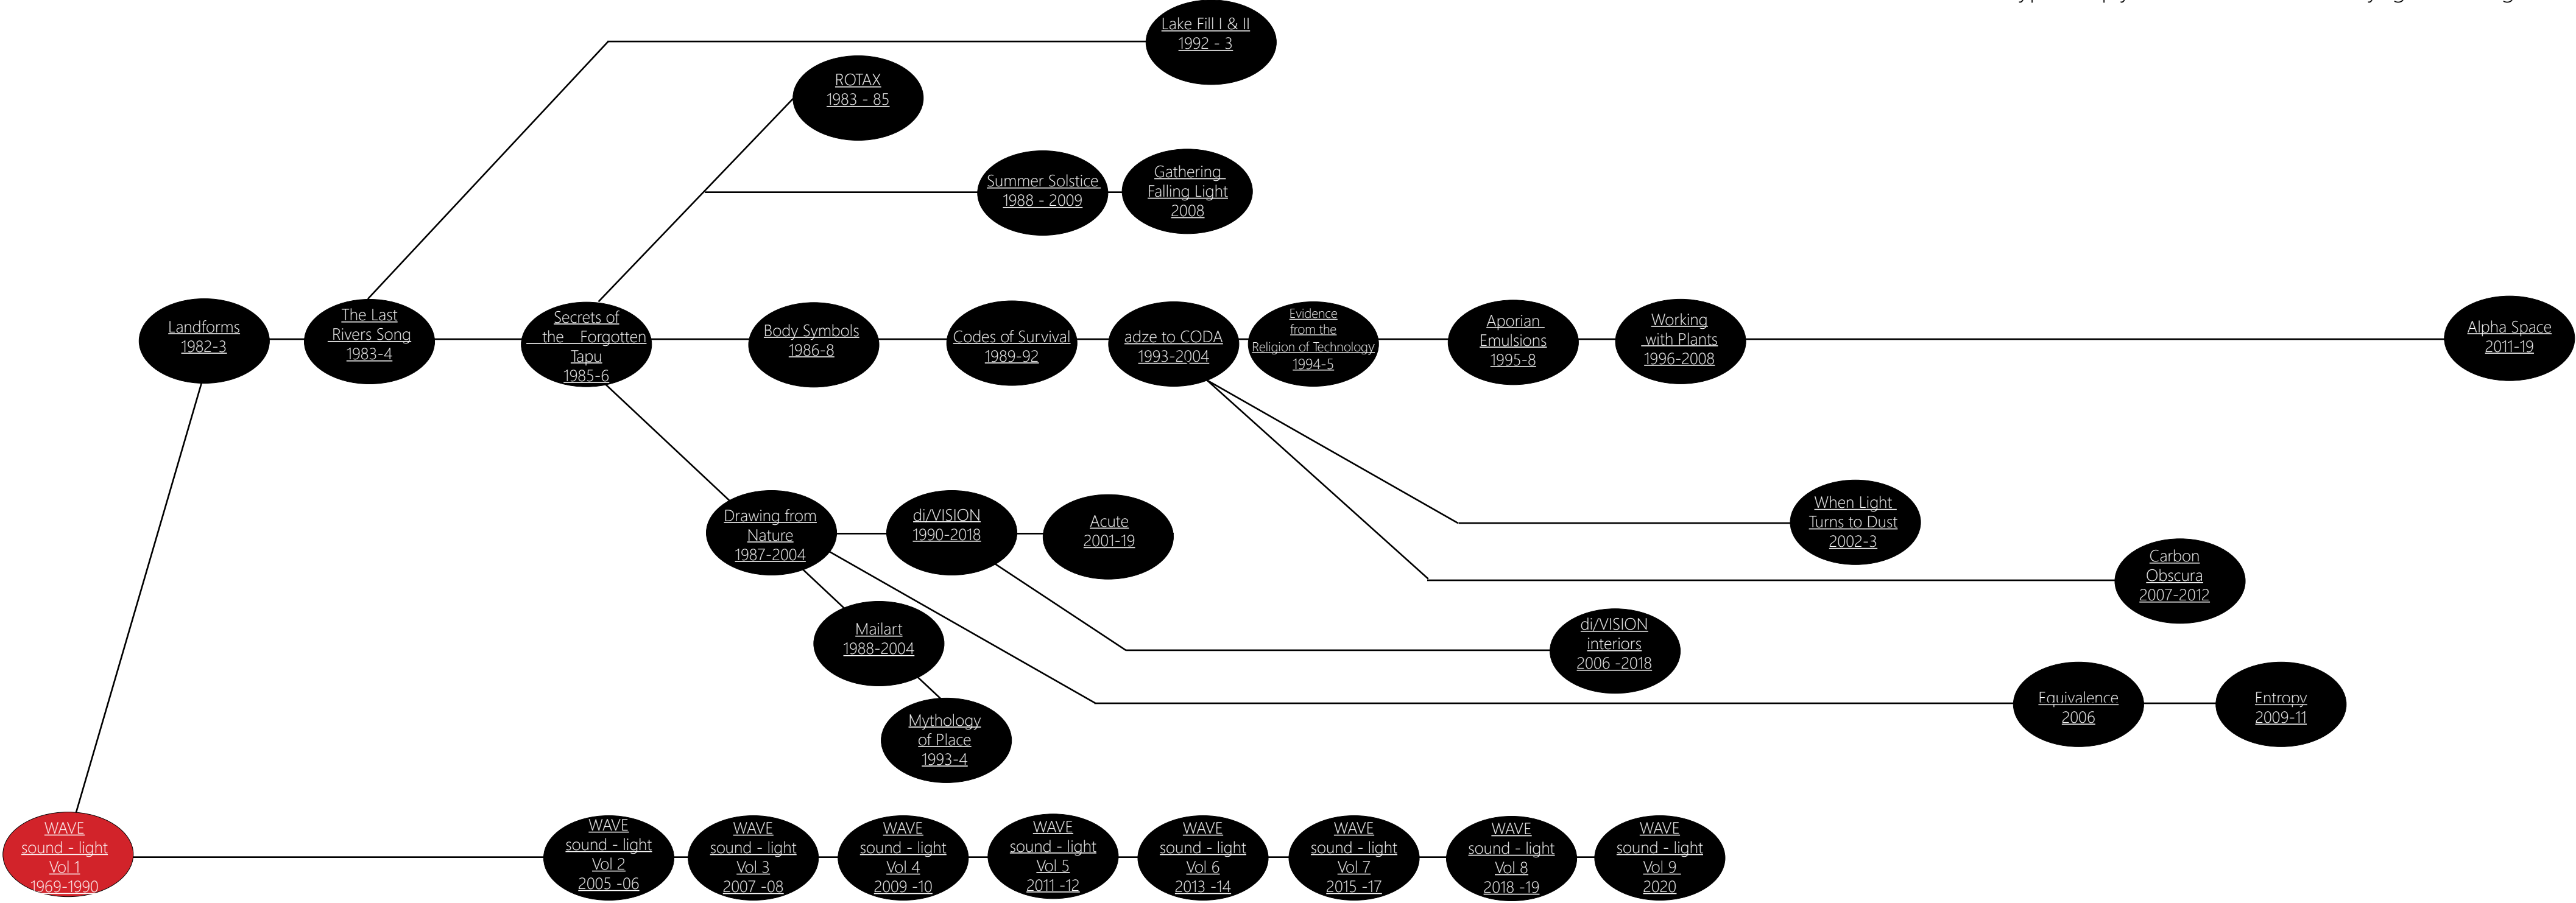 Lake Fill I & II
1992 - 3
ROTAX
1983 - 85
Summer Solstice
1988 - 2009
Gathering
Falling Light
2008
Landforms
1982-3
The Last
Rivers Song
1983-4
Secrets of
the Forgotten
Tapu
1985-6
Body Symbols
1986-8
Codes of Survival
1989-92
adze to CODA
1993-2004
Evidence
from the
Religion of Technology
1994-5
Aporian
Emulsions
1995-8
Working
with Plants
1996-2008
Alpha Space
2011-19
Drawing from
Nature
1987-2004
di/VISION
1990-2018
Acute
2001-19
When Light
Turns to Dust
2002-3
Carbon
Obscura
2007-2012
Mailart
1988-2004
di/VISION
interiors
2006 -2018
Mythology
of Place
1993-4
Equivalence
2006
Entropy
2009-11
WAVE
sound - light
Vol 1
1969-1990
WAVE
sound - light
Vol 2
2005 -06
WAVE
sound - light
Vol 3
2007 -08
WAVE
sound - light
Vol 4
2009 -10
WAVE
sound - light
Vol 5
2011 -12
WAVE
sound - light
Vol 6
2013 -14
WAVE
sound - light
Vol 7
2015 -17
WAVE
sound - light
Vol 8
2018 -19
WAVE
sound - light
Vol 9
2020